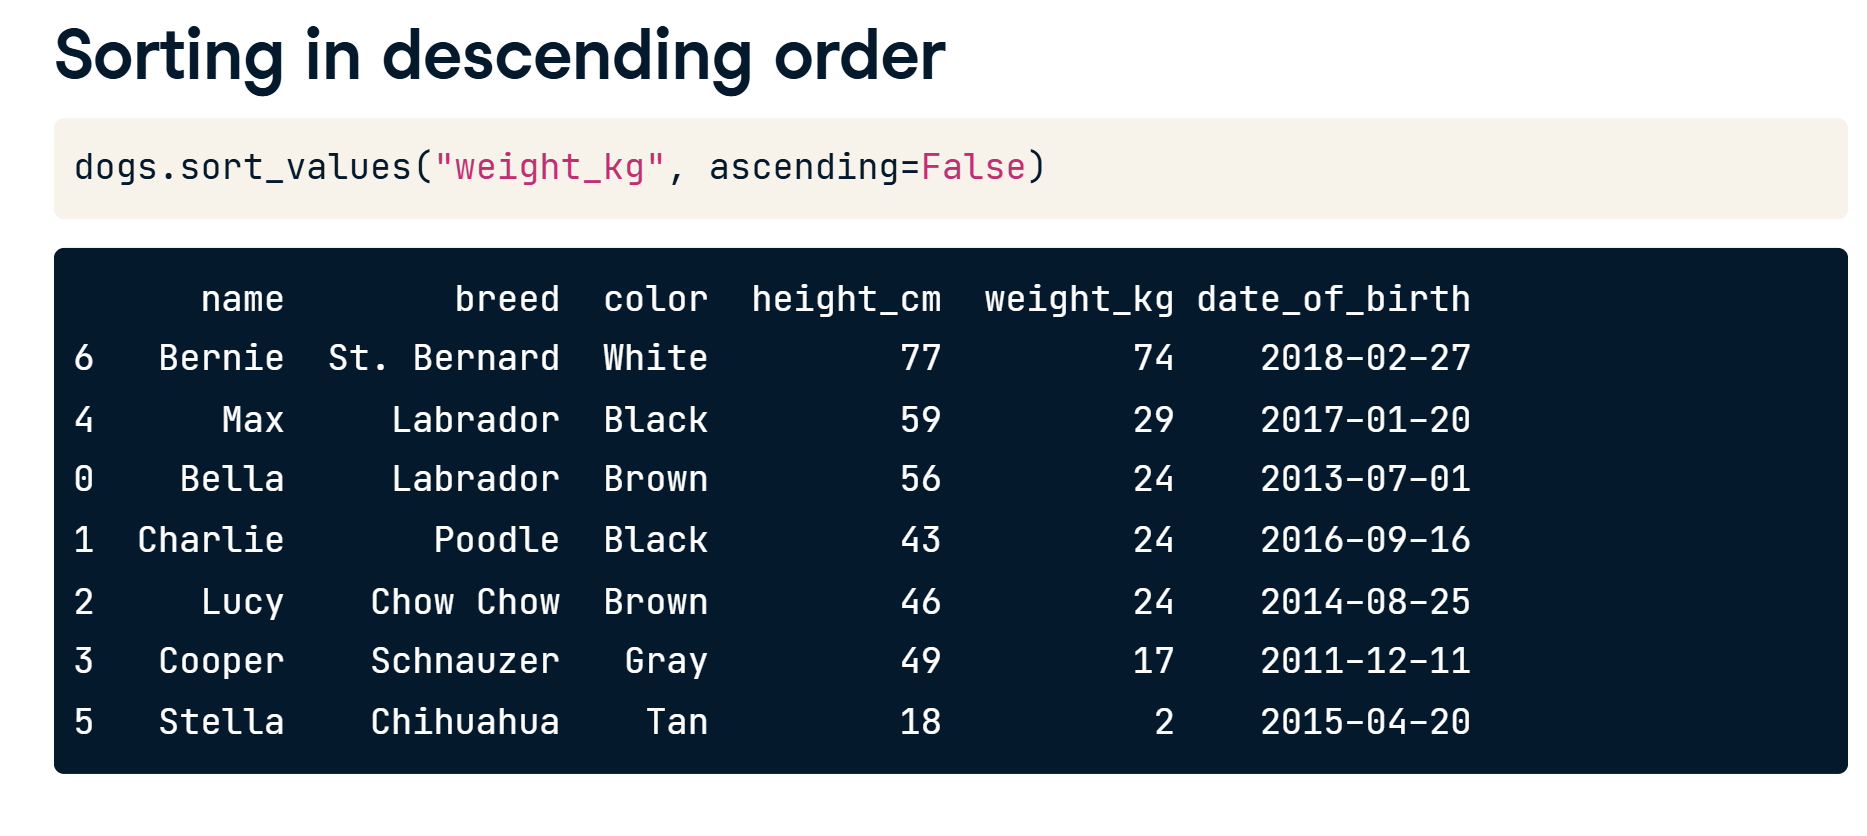 Sorting in descending order
dogs.sort_values("weight_kg", ascending=False)
name breed color height_cm weight_kg date_of_birth
6 Bernie St. Bernard White 77 74 2018-02-27
4 Max Labrador Black 59 29 2017-01-20
0 Bella Labrador Brown 56 24 2013-07-01
1 Charlie Poodle Black 43 24 2016-09-16
2 Lucy Chow Chow Brown 46 24 2014-08-25
3 Cooper Schnauzer Gray 49 17 2011-12-11
5 Stella Chihuahua Tan 18 2 2015-04-20